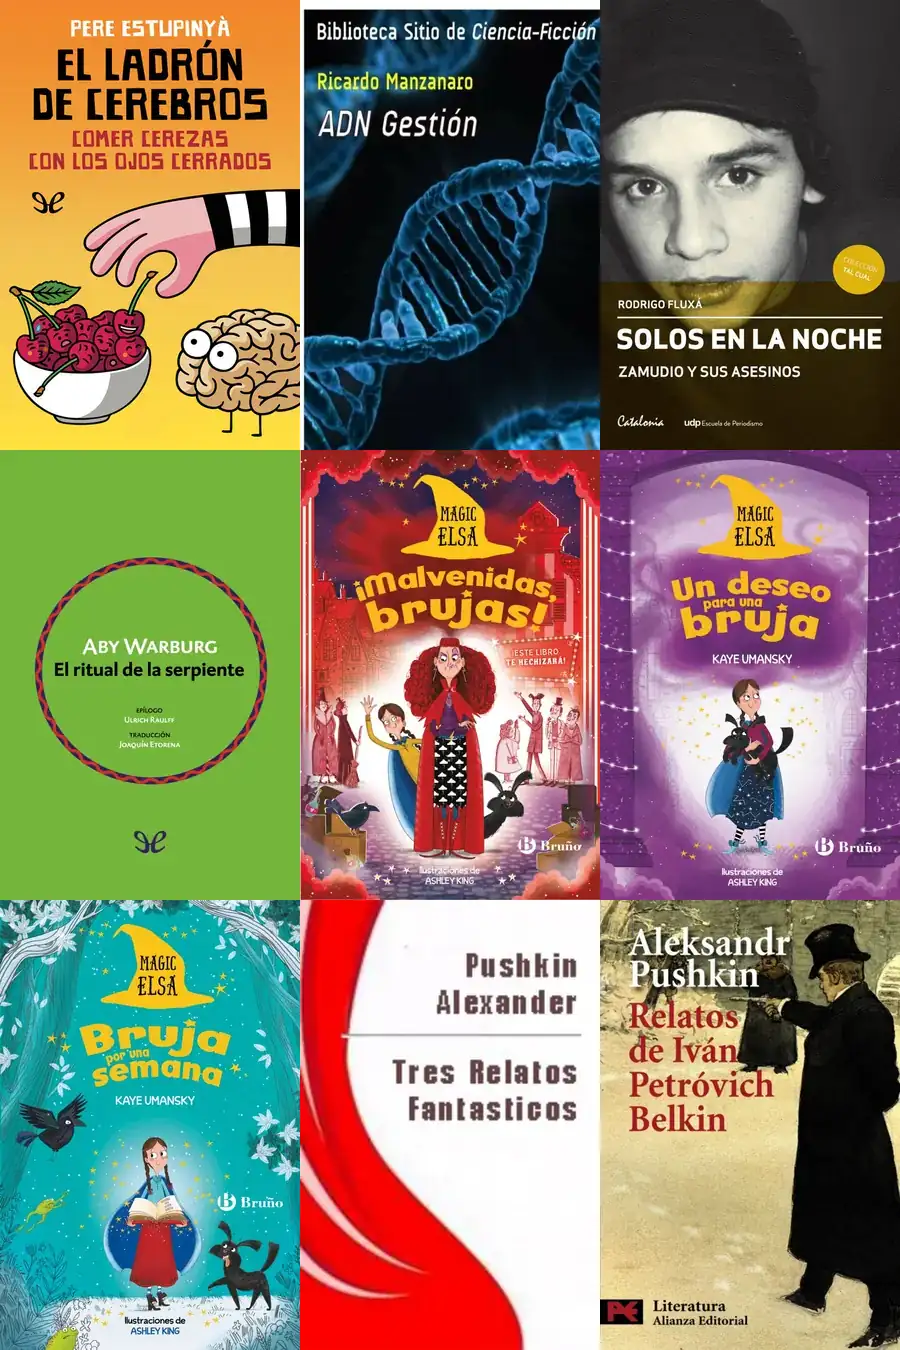 PERE ESTUPINYÀ
EL LADRÓN
DE CEREBROS
COMER CEREZAS
CON LOS OJOS CERRADOS
Biblioteca Sitio de Ciencia-Ficción
Ricardo Manzanaro
ADN Gestión
COLECCIÓN
TAL CUAL
RODRIGO FLUXÁ
SOLOS EN LA NOCHE
ZAMUDIO Y SUS ASESINOS
Catalonia
udp Escuela de Periodismo
ABY WARBURG
El ritual de la serpiente
EPÍLOGO
ULRICH RAULFF
TRADUCCIÓN
JOAQUÍN ETORENA
MAGIC
ELSA
¡Malvenidas,
brujas!
¡ESTE LIBRO
TE HECHIZARÁ!
Bruño
Ilustraciones de
ASHLEY KING
MAGIC
ELSA
Un deseo
para una
bruja
KAYE UMANSKY
Bruño
Ilustraciones de
ASHLEY KING
MAGIC
ELSA
Bruja
por una
semana
KAYE UMANSKY
Bruño
Ilustraciones de
ASHLEY KING
Pushkin
Alexander
Tres Relatos
Fantasticos
Aleksandr
Pushkin
Relatos
de Iván
Petróvich
Belkin
Literatura
Alianza Editorial